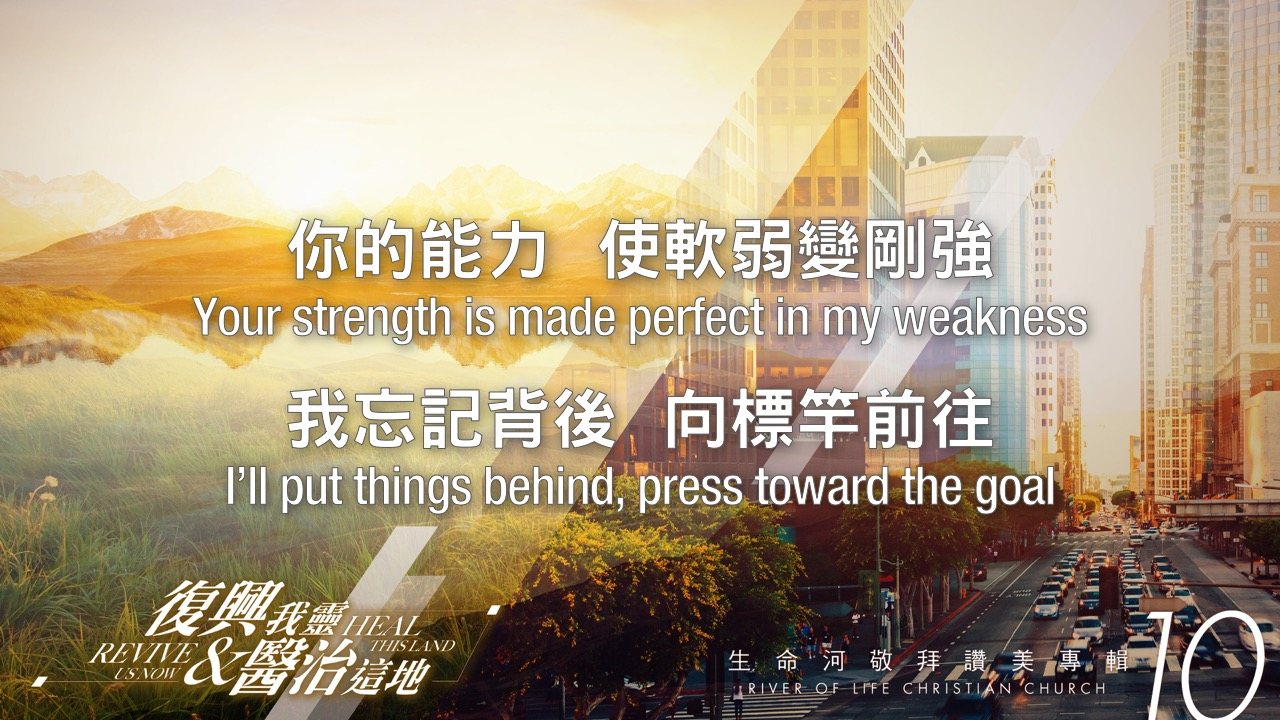 你的能力 使軟弱變剛強
Your strength is made perfect in my weakness
我忘記背後 向標竿前往
I'll put things behind, press toward the goal
復興我靈 HEAL THIS LAND
REVIVE US NOW & 醫治這地
生命河敬拜讚美專輯
RIVER OF LIFE CHRISTIAN CHURCH
10